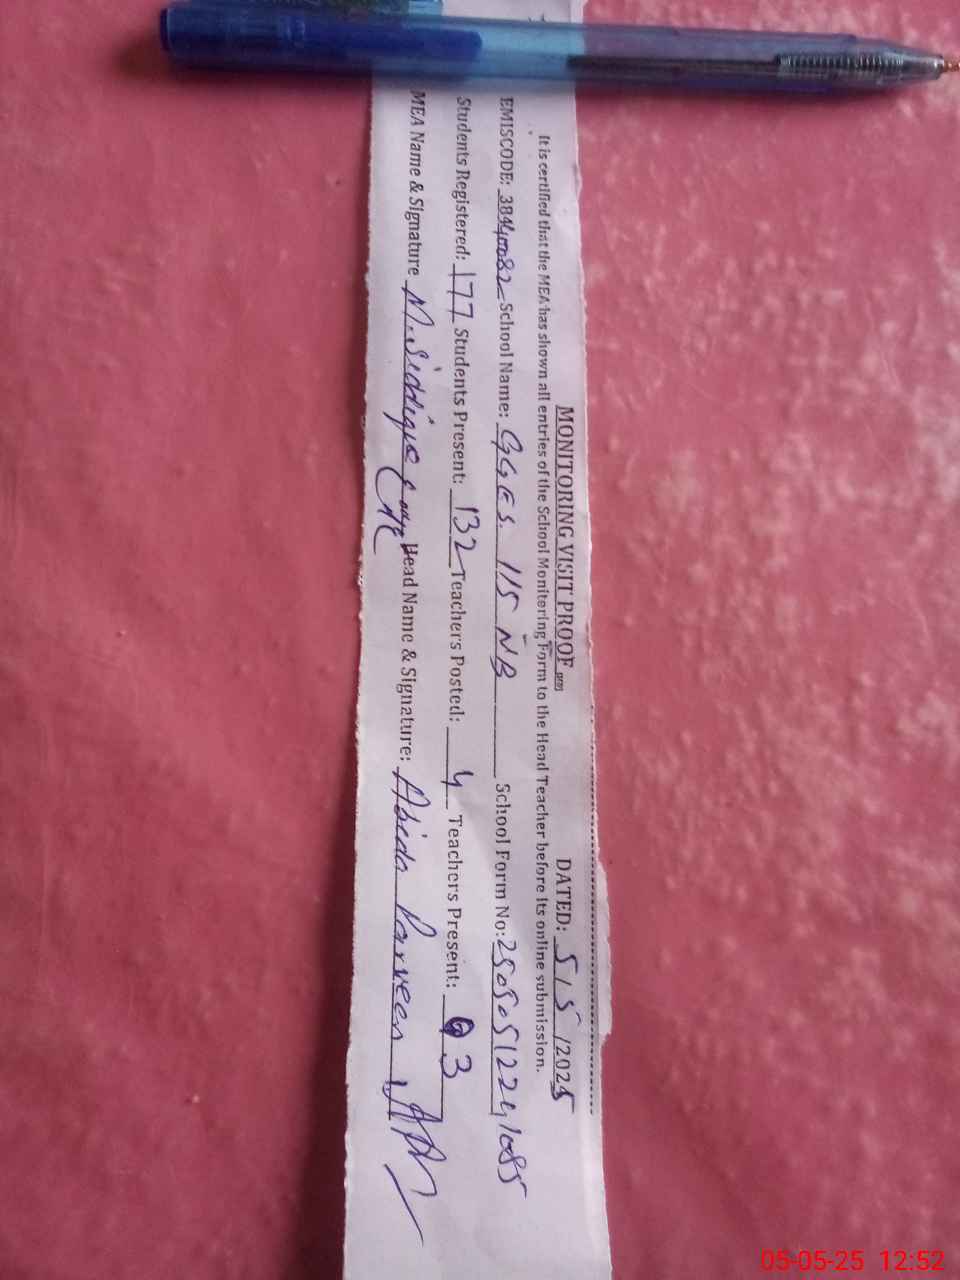 MONITORING VISIT PROOF DATED: 5/5/2025
It is certified that the MEA has shown all entries of the School Monitoring Form to the Head Teacher before its online submission.
EMISCODE: School Name: GGES. 115 NB School Form No:
Students Registered: 177 Students Present: 132 Teachers Posted: 4 Teachers Present: 3
MEA Name & Signature M. Siddique Head Name & Signature: Abida Parveen
05-05-25 12:52